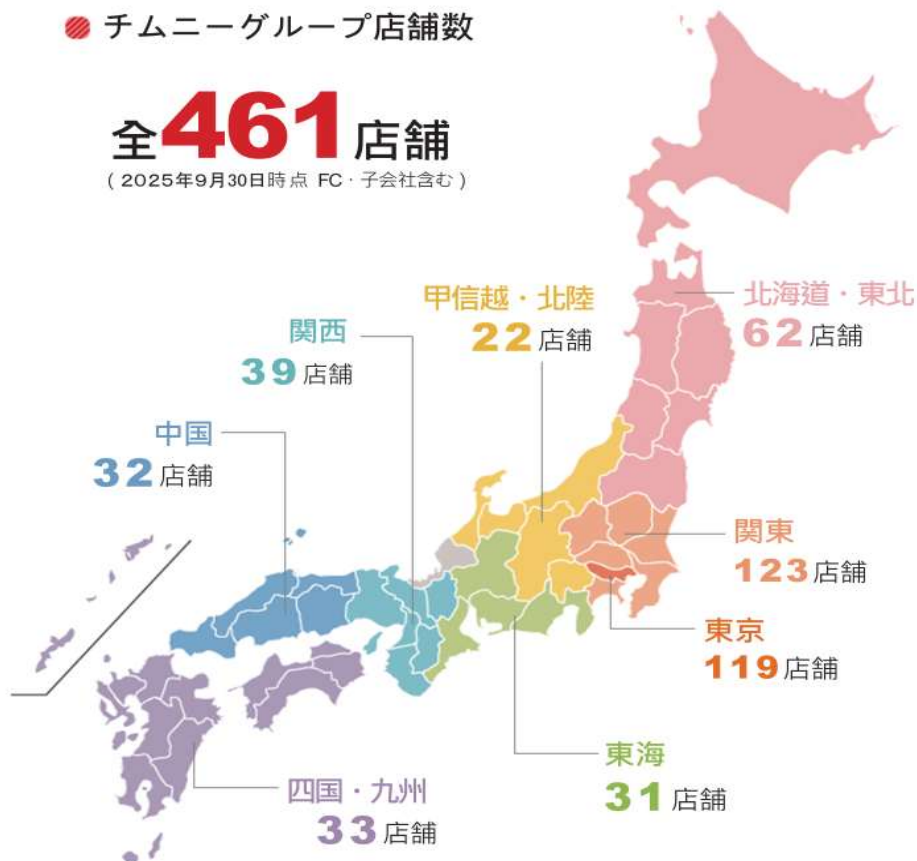 チムニーグループ店舗数
全461店舗
(2025年9月30日時点 FC・子会社含む)
甲信越・北陸
22店舗
北海道・東北
62店舗
関西
39店舗
中国
32店舗
関東
123店舗
東京
119店舗
東海
31店舗
四国・九州
33店舗